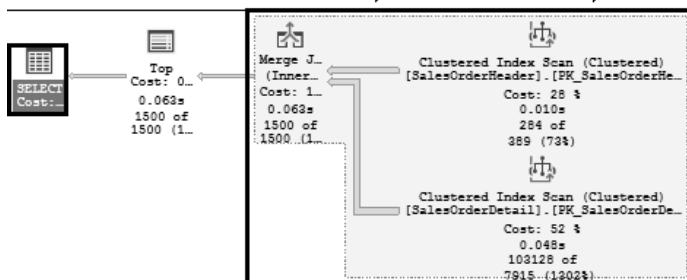 SELECT
Cost:…
Top
Cost: 0…
0.063s
1500 of
1500 (1…
Merge J…
(Inner…
Cost: 1…
0.063s
1500 of
1500 (1…
Clustered Index Scan (Clustered)
[SalesOrderHeader].[PK_SalesOrderHe…
Cost: 28 %
0.010s
284 of
389 (73%)
Clustered Index Scan (Clustered)
[SalesOrderDetail].[PK_SalesOrderDe…
Cost: 52 %
0.048s
103128 of
7915 (1302%)